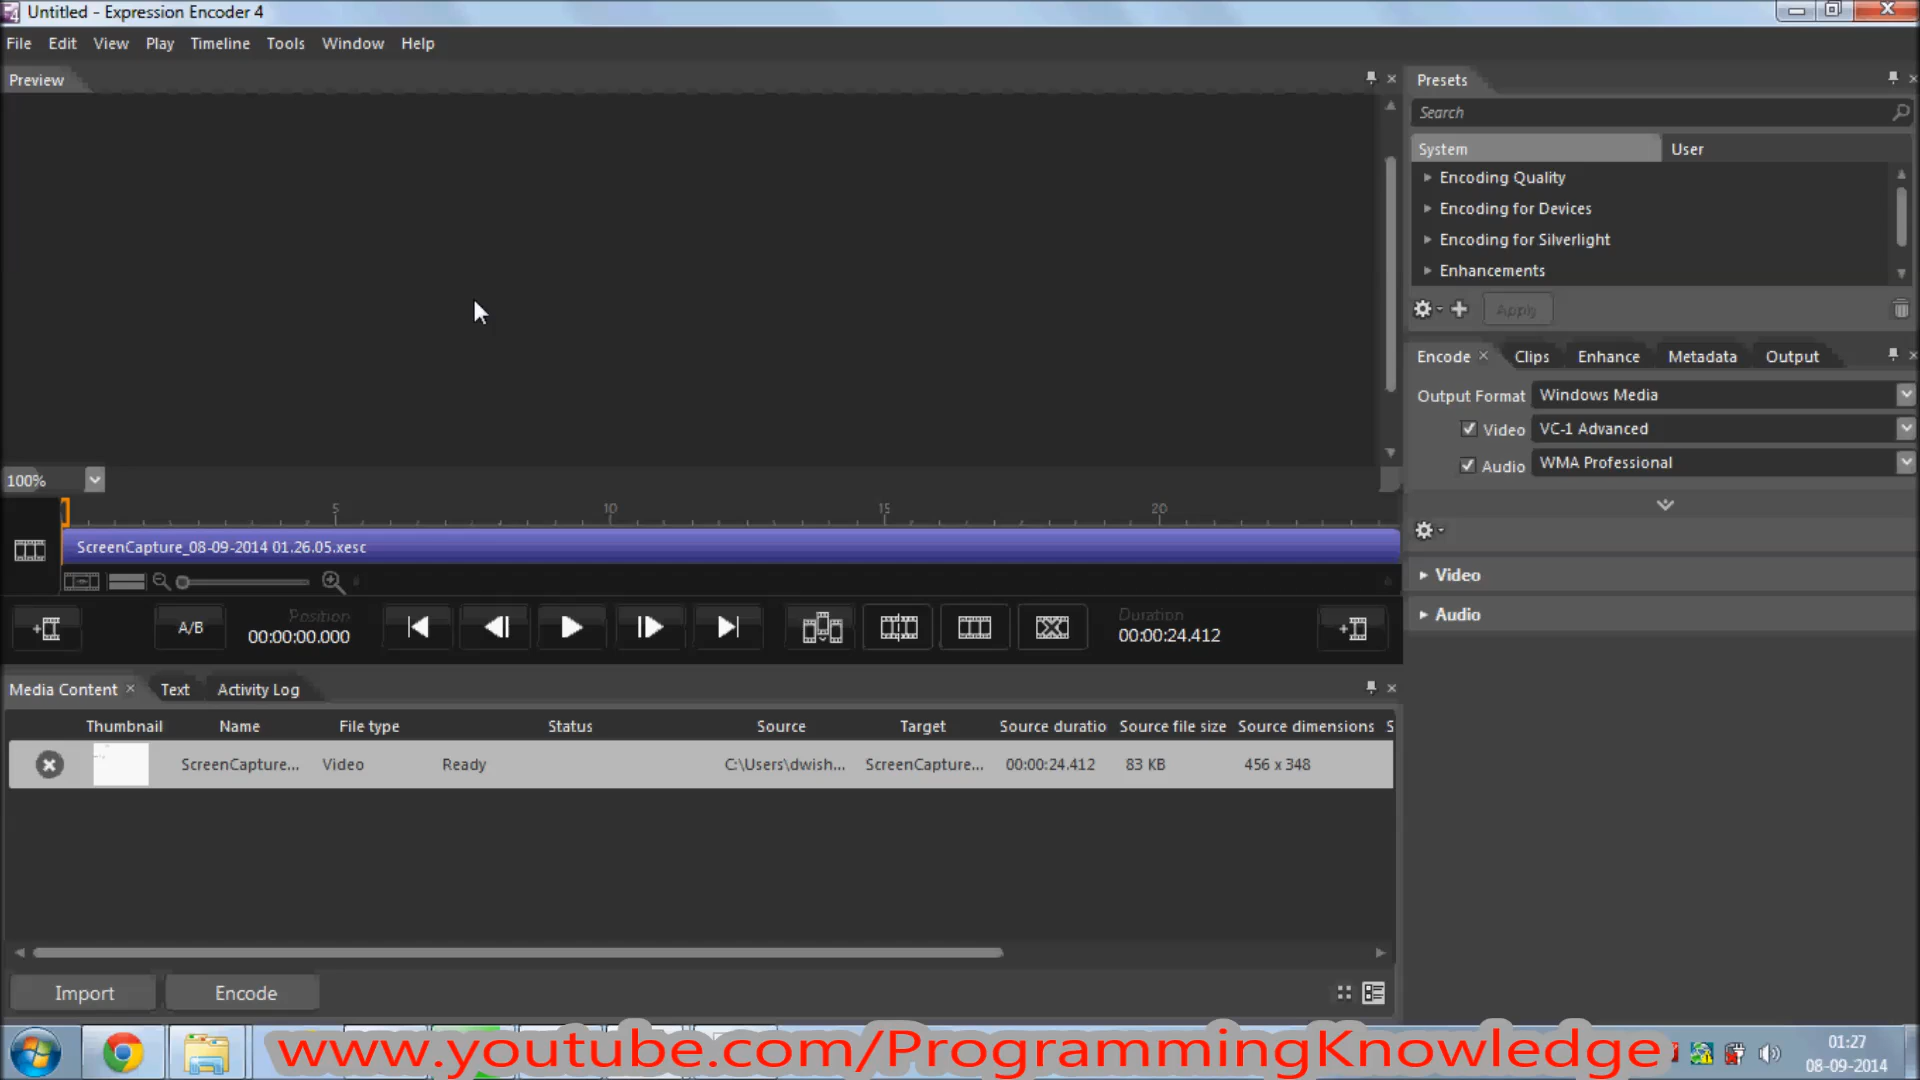 Untitled - Expression Encoder 4
File Edit View Play Timeline Tools Window Help
Preview
Presets
Search
System User
Encoding Quality
Encoding for Devices
Encoding for Silverlight
Enhancements
Apply
Encode Clips Enhance Metadata Output
Output Format Windows Media
Video VC-1 Advanced
Audio WMA Professional
Video
Audio
100%
5 10 15 20
ScreenCapture_08-09-2014 01.26.05.xesc
A/B
Position
00:00:00.000
Duration
00:00:24.412
Media Content Text Activity Log
Thumbnail Name File type Status Source Target Source duratio Source file size Source dimensions S
ScreenCapture... Video Ready C:\Users\dwish... ScreenCapture... 00:00:24.412 83 KB 456 x 348
Import Encode
www.youtube.com/ProgrammingKnowledge
01:27
08-09-2014